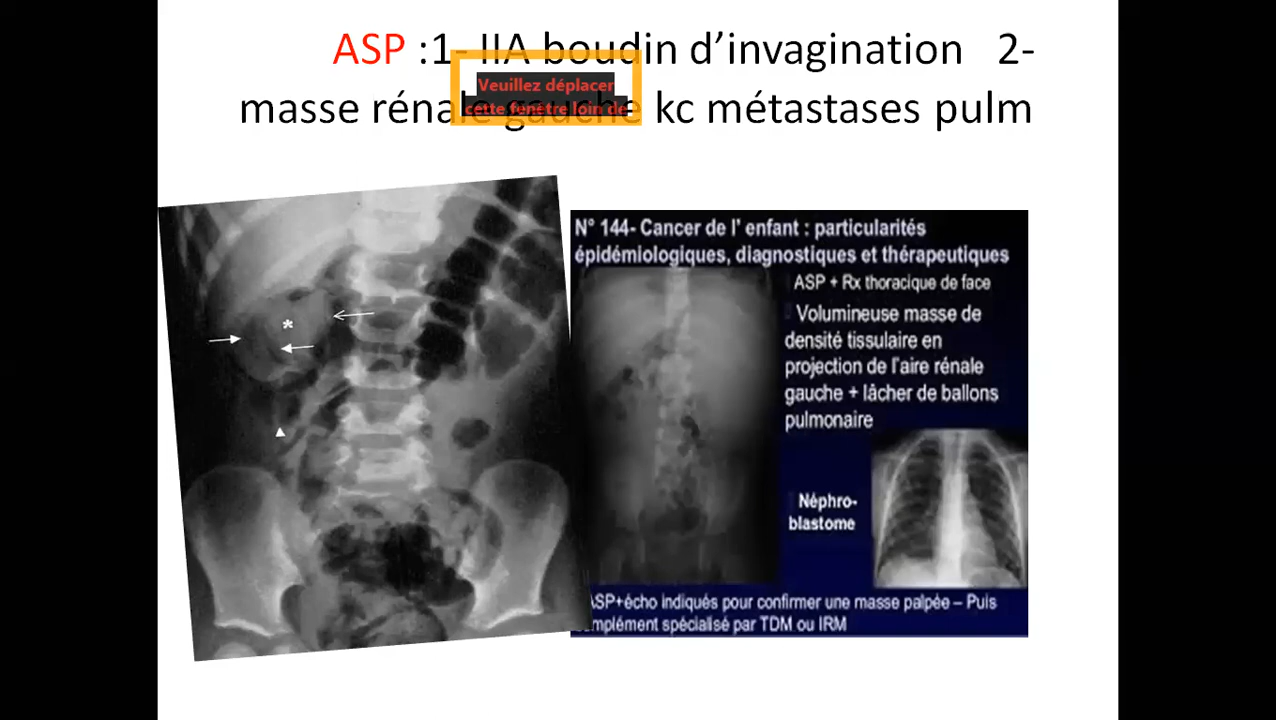 ASP :1- IIA boudin d’invagination 2-
masse rénale gauche kc métastases pulm
Veuillez déplacer
cette fenêtre loin de
*
N° 144- Cancer de l’ enfant : particularités
épidémiologiques, diagnostiques et thérapeutiques
ASP + Rx thoracique de face
Volumineuse masse de
densité tissulaire en
projection de l’aire rénale
gauche + lâcher de ballons
pulmonaire
Néphro-
blastome
ASP+écho indiqués pour confirmer une masse palpée – Puis
mplément spécialisé par TDM ou IRM